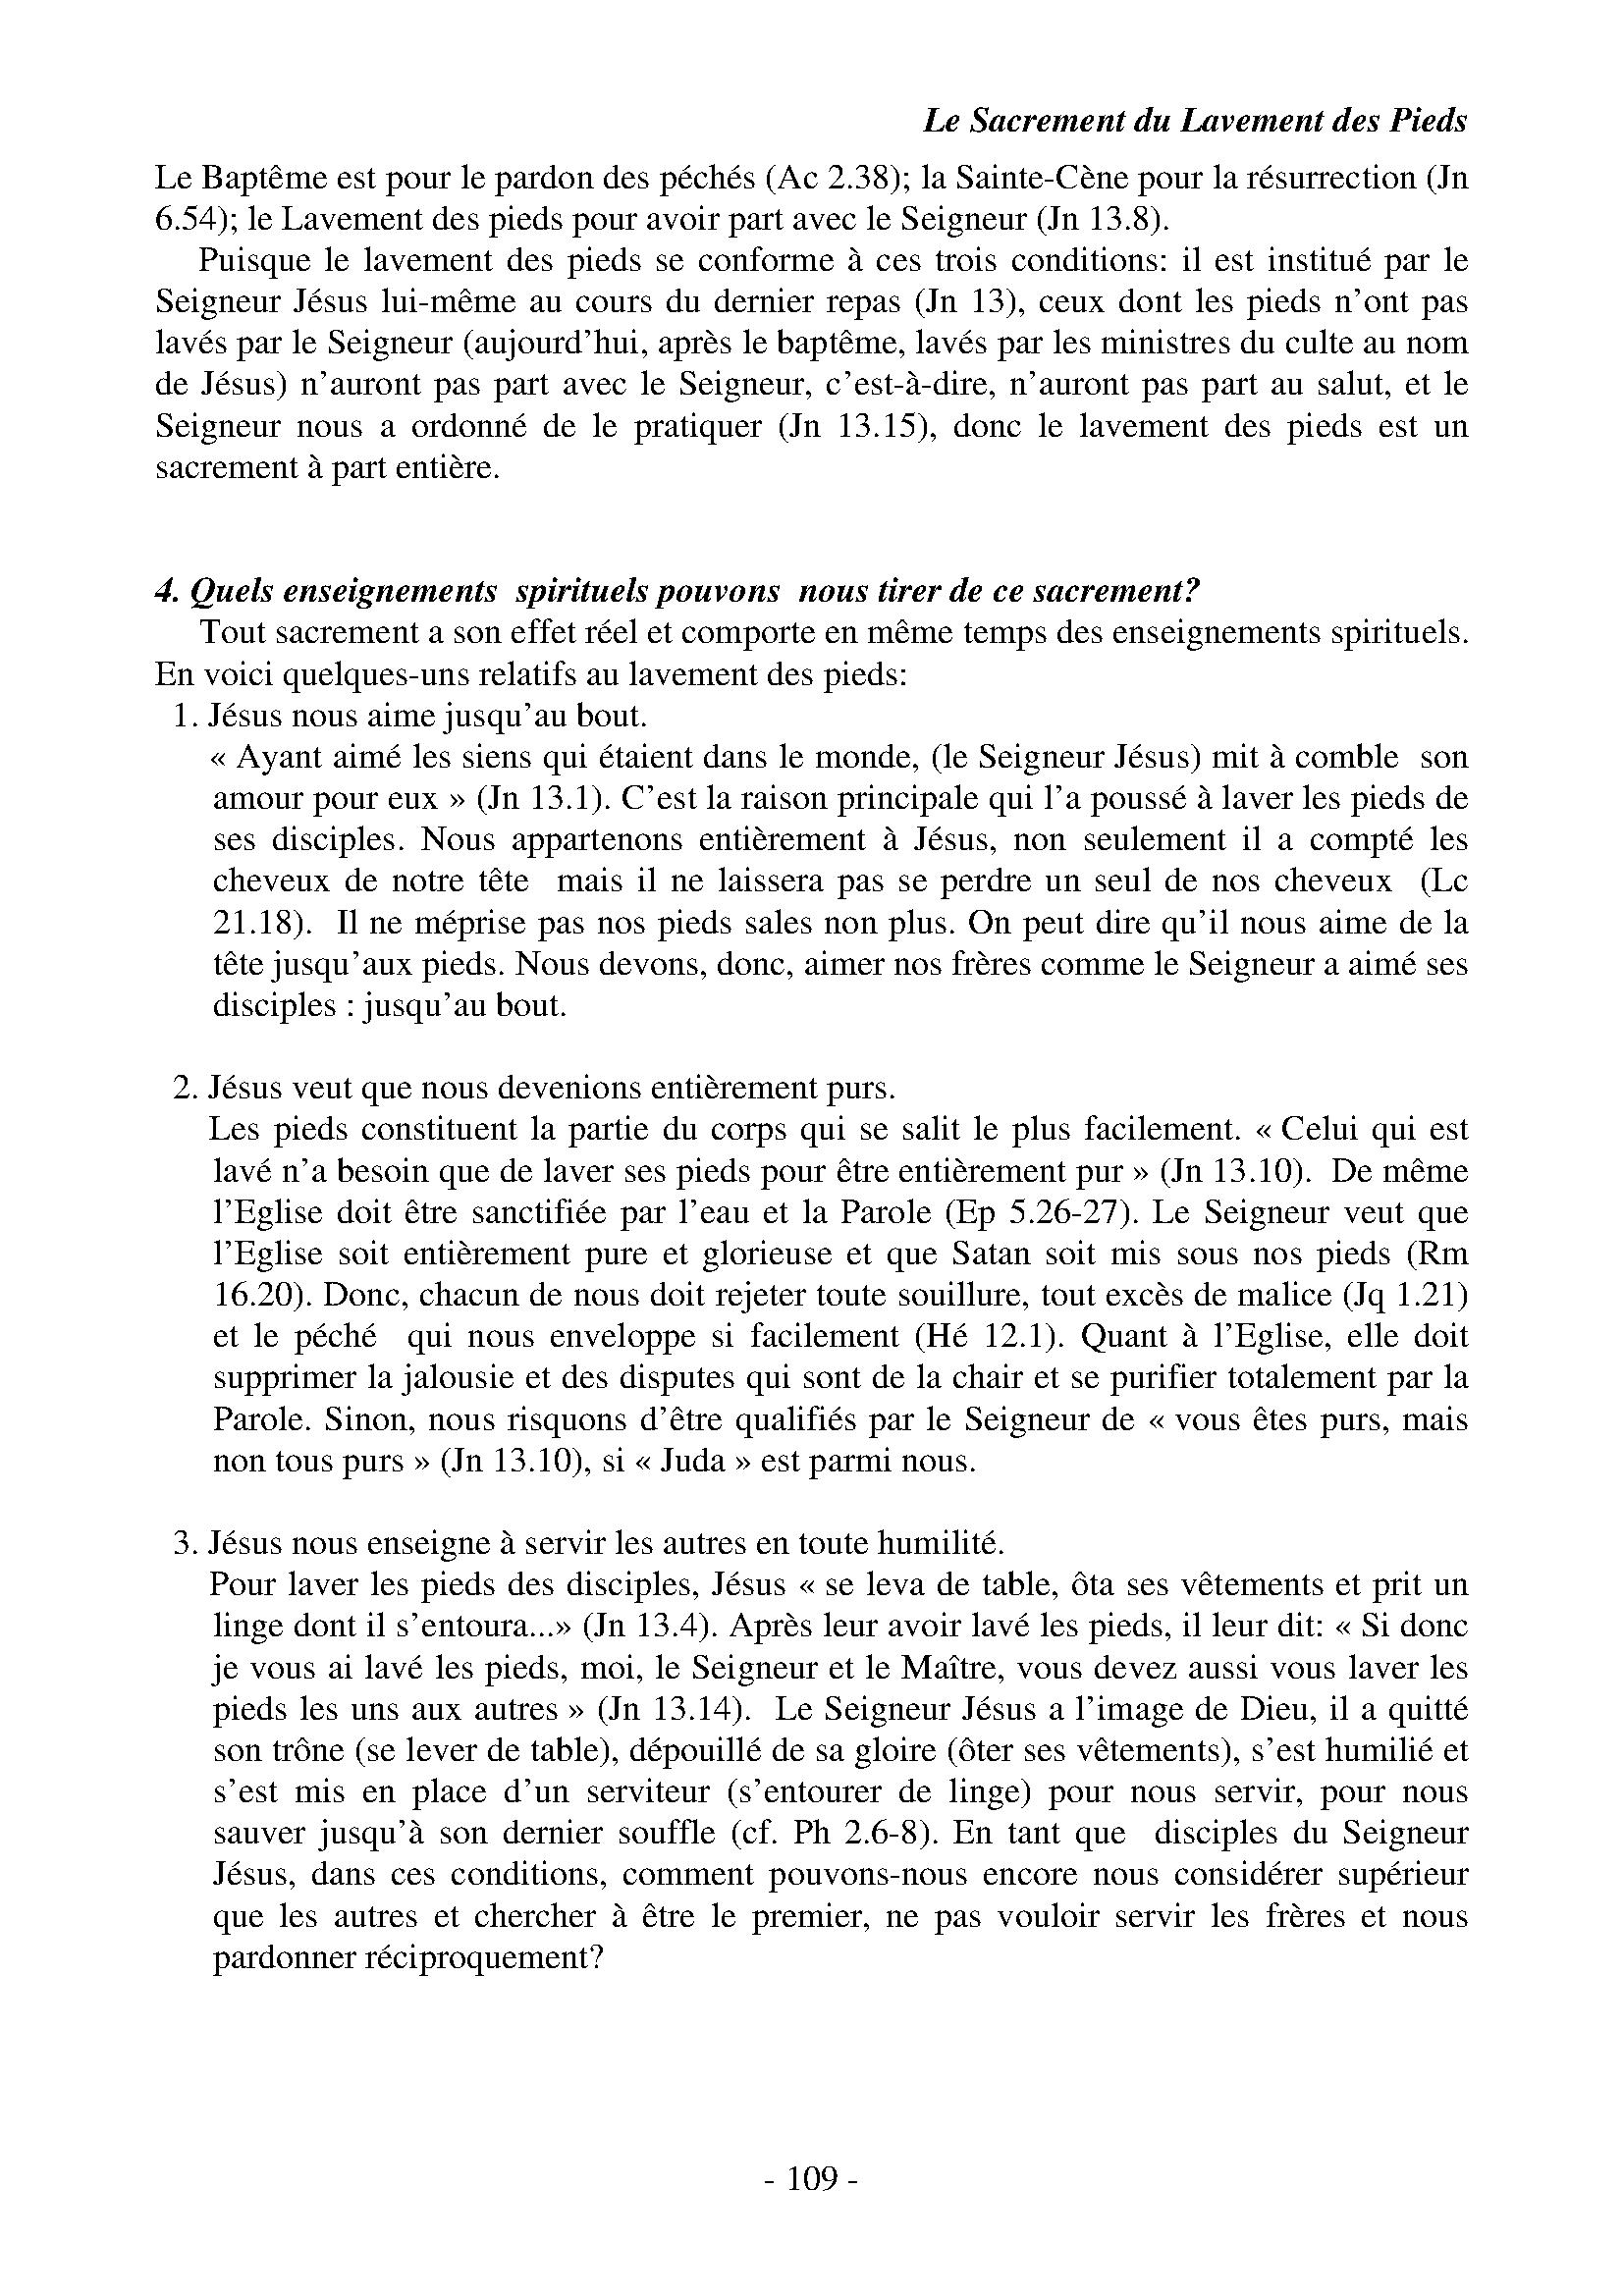 Le Sacrement du Lavement des Pieds
Le Baptême est pour le pardon des péchés (Ac 2.38); la Sainte-Cène pour la résurrection (Jn
6.54); le Lavement des pieds pour avoir part avec le Seigneur (Jn 13.8).
Puisque le lavement des pieds se conforme à ces trois conditions: il est institué par le
Seigneur Jésus lui-même au cours du dernier repas (Jn 13), ceux dont les pieds n’ont pas
lavés par le Seigneur (aujourd’hui, après le baptême, lavés par les ministres du culte au nom
de Jésus) n’auront pas part avec le Seigneur, c’est-à-dire, n’auront pas part au salut, et le
Seigneur nous a ordonné de le pratiquer (Jn 13.15), donc le lavement des pieds est un
sacrement à part entière.
4. Quels enseignements spirituels pouvons nous tirer de ce sacrement?
Tout sacrement a son effet réel et comporte en même temps des enseignements spirituels.
En voici quelques-uns relatifs au lavement des pieds:
1. Jésus nous aime jusqu’au bout.
« Ayant aimé les siens qui étaient dans le monde, (le Seigneur Jésus) mit à comble son
amour pour eux » (Jn 13.1). C’est la raison principale qui l’a poussé à laver les pieds de
ses disciples. Nous appartenons entièrement à Jésus, non seulement il a compté les
cheveux de notre tête mais il ne laissera pas se perdre un seul de nos cheveux (Lc
21.18). Il ne méprise pas nos pieds sales non plus. On peut dire qu’il nous aime de la
tête jusqu’aux pieds. Nous devons, donc, aimer nos frères comme le Seigneur a aimé ses
disciples : jusqu’au bout.
2. Jésus veut que nous devenions entièrement purs.
Les pieds constituent la partie du corps qui se salit le plus facilement. « Celui qui est
lavé n’a besoin que de laver ses pieds pour être entièrement pur » (Jn 13.10). De même
l’Eglise doit être sanctifiée par l’eau et la Parole (Ep 5.26-27). Le Seigneur veut que
l’Eglise soit entièrement pure et glorieuse et que Satan soit mis sous nos pieds (Rm
16.20). Donc, chacun de nous doit rejeter toute souillure, tout excès de malice (Jq 1.21)
et le péché qui nous enveloppe si facilement (Hé 12.1). Quant à l’Eglise, elle doit
supprimer la jalousie et des disputes qui sont de la chair et se purifier totalement par la
Parole. Sinon, nous risquons d’être qualifiés par le Seigneur de « vous êtes purs, mais
non tous purs » (Jn 13.10), si « Juda » est parmi nous.
3. Jésus nous enseigne à servir les autres en toute humilité.
Pour laver les pieds des disciples, Jésus « se leva de table, ôta ses vêtements et prit un
linge dont il s’entoura...» (Jn 13.4). Après leur avoir lavé les pieds, il leur dit: « Si donc
je vous ai lavé les pieds, moi, le Seigneur et le Maître, vous devez aussi vous laver les
pieds les uns aux autres » (Jn 13.14). Le Seigneur Jésus a l’image de Dieu, il a quitté
son trône (se lever de table), dépouillé de sa gloire (ôter ses vêtements), s’est humilié et
s’est mis en place d’un serviteur (s’entourer de linge) pour nous servir, pour nous
sauver jusqu’à son dernier souffle (cf. Ph 2.6-8). En tant que disciples du Seigneur
Jésus, dans ces conditions, comment pouvons-nous encore nous considérer supérieur
que les autres et chercher à être le premier, ne pas vouloir servir les frères et nous
pardonner réciproquement?
- 109 -